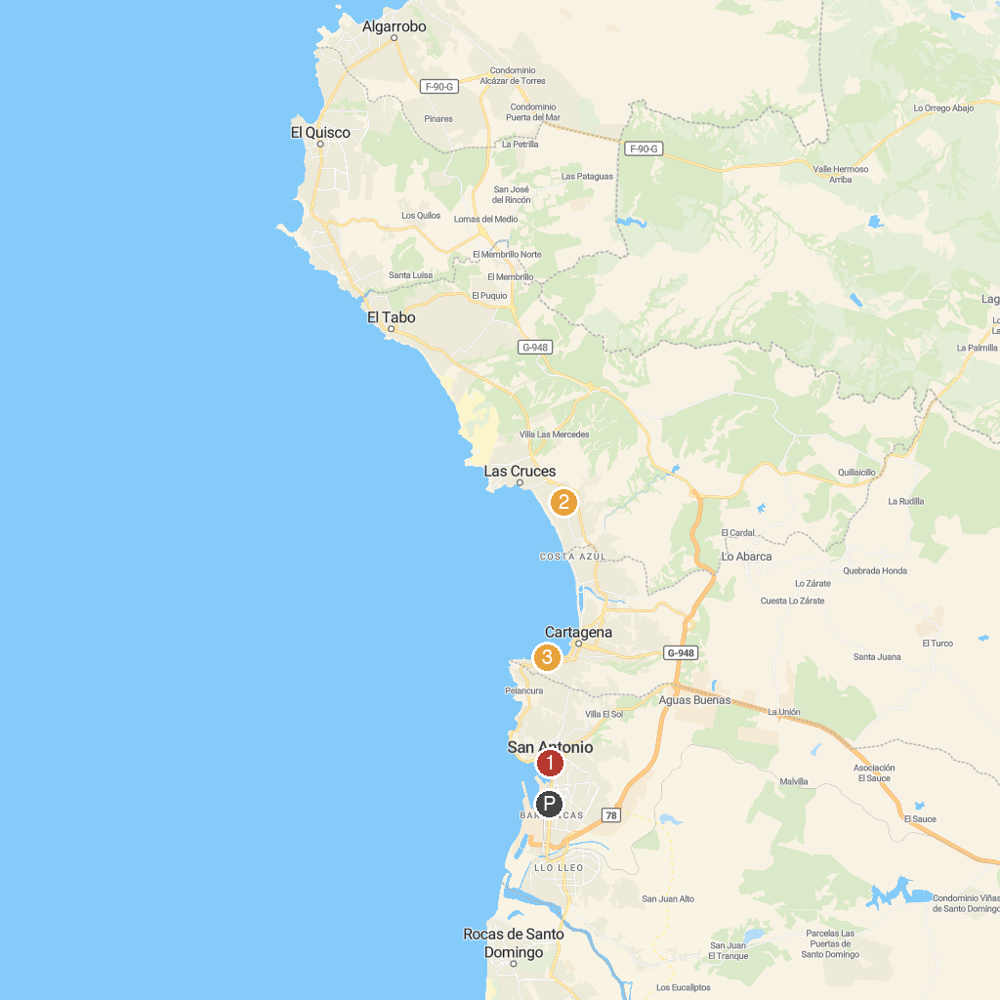 Algarrobo
Condominio
Alcázar de Torres
F-90-G
Condominio
Puerta del Mar
Lo Orrego Abajo
Pinares
El Quisco
La Petrilla
F-90-G
Valle Hermoso
Arriba
Las Pataguas
San José
del Rincón
Los Quilos
Lomas del Medio
El Membrillo Norte
Santa Luisa
El Membrillo
El Puquio
Lag
El Tabo
Lo
La
G-948
La Palmilla
Villa Las Mercedes
Las Cruces
Quillaicillo
2
La Rudilla
El Cardal
COSTA AZUL
Lo Abarca
Quebrada Honda
Lo Zárate
Cuesta Lo Zárate
Cartagena
El Turco
G-948
3
Santa Juana
Pelancura
Aguas Buenas
Villa El Sol
La Unión
San Antonio
1
Asociación
El Sauce
Malvilla
P
78
El Sauce
LLO LLEO
San Juan Alto
Condominio Viñas
de Santo Domingo
Rocas de Santo
Domingo
Parcelas Las
Puertas de
Santo Domingo
San Juan
El Tranque
Los Eucaliptos